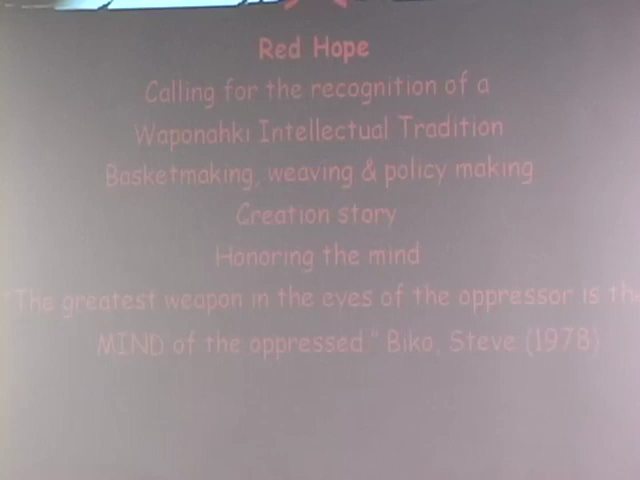 Red Hope
Calling for the recognition of a
Waponahki Intellectual Tradition
Basketmaking, weaving & policy making
Creation story
Honoring the mind
"The greatest weapon in the eyes of the oppressor is the
MIND of the oppressed." Biko, Steve (1978)